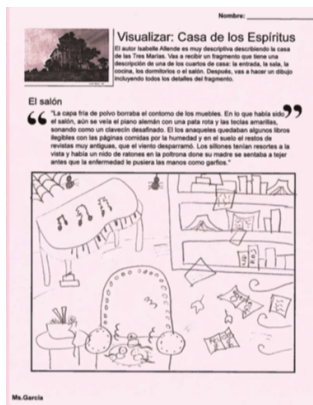 Nombre:
Visualizar: Casa de los Espíritus
El autor Isabelle Allende es muy descriptiva describiendo la casa
de las Tres Marias. Vas a recibir un fragmento que tiene una
descripción de una de los cuartos de casa: la entrada, la sala, la
cocina, los dormitorios o el salón. Después, vas a hacer un dibujo
incluyendo todos los detalles del fragmento.
El salón
"La capa fría de polvo borraba el contorno de los muebles. En lo que había sido
el salón, aún se veía el piano alemán con una pata rota y las teclas amarillas,
sonando como un clavecín desafinado. El los anaqueles quedaban algunos libros
ilegibles con las páginas corridas por la humedad y en el suelo el restos de
revistas muy antiguas, que el viento desparramó. Los sillones tenían resortes a la
vista y había un nido de ratones en la poltrona done su madre se sentaba a tejer
antes que la enfermedad le pusiera las manos como garfios."
Ms.Garcia